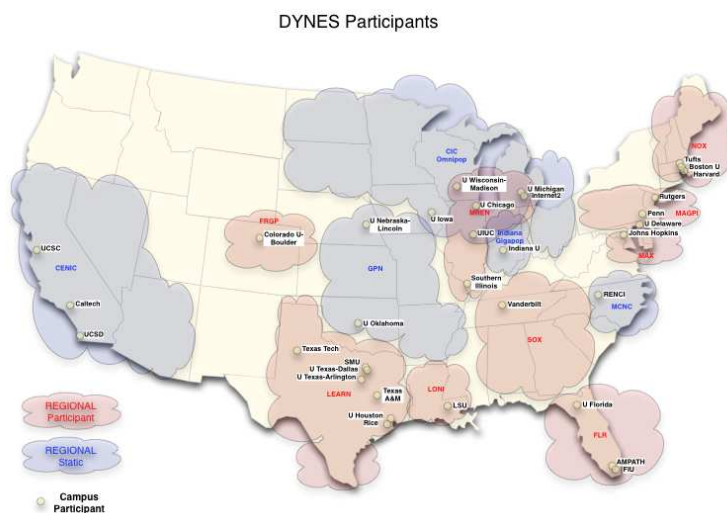 DYNES Participants
NOX
Tufts
Boston U
Harvard
CIC
Omnipop
U Wisconsin-
Madison
U Michigan
Internet2
Rutgers
U Chicago
MREN
Penn
MAGPI
FRGP
U Nebraska-
Lincoln
U Iowa
U Delaware
Colorado U-
Boulder
UIUC
Indiana
Gigapop
Johns Hopkins
UCSC
Indiana U
MAX
CENIC
GPN
Southern
Illinois
RENCI
Caltech
Vanderbilt
MCNC
UCSD
U Oklahoma
SOX
Texas Tech
SMU
U Texas-Dallas
U Texas-Arlington
LEARN
Texas
A&M
LONI
LSU
U Florida
REGIONAL
Participant
U Houston
Rice
FLR
REGIONAL
Static
AMPATH
FIU
Campus
Participant